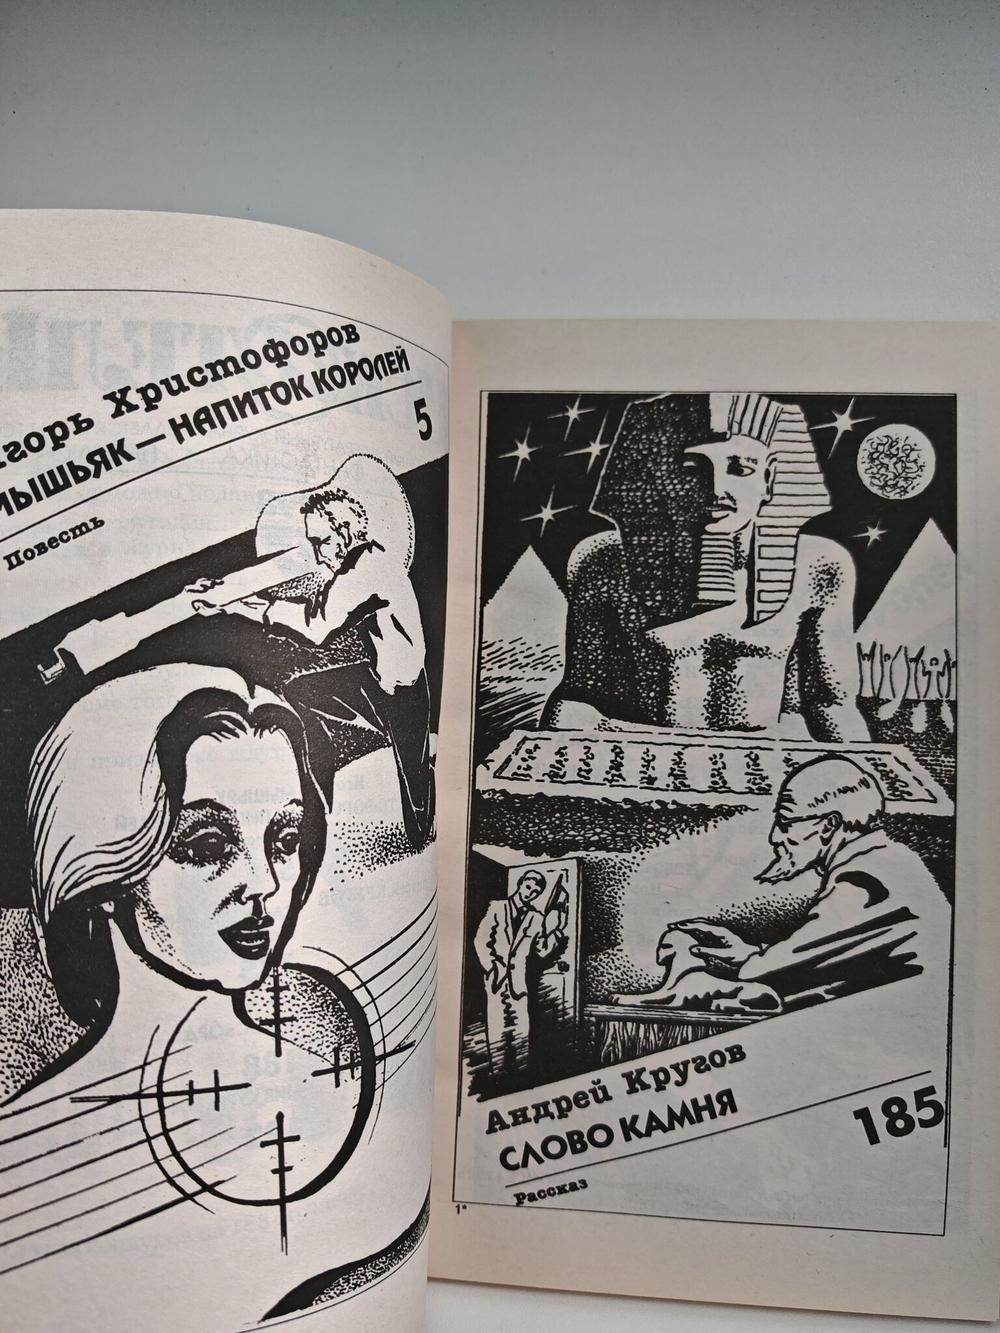 Игорь Христофоров
МЫШЬЯК — НАПИТОК КОРОЛЕЙ
5
Повесть
Андрей Кругов
СЛОВО КАМНЯ
185
Рассказ
1*